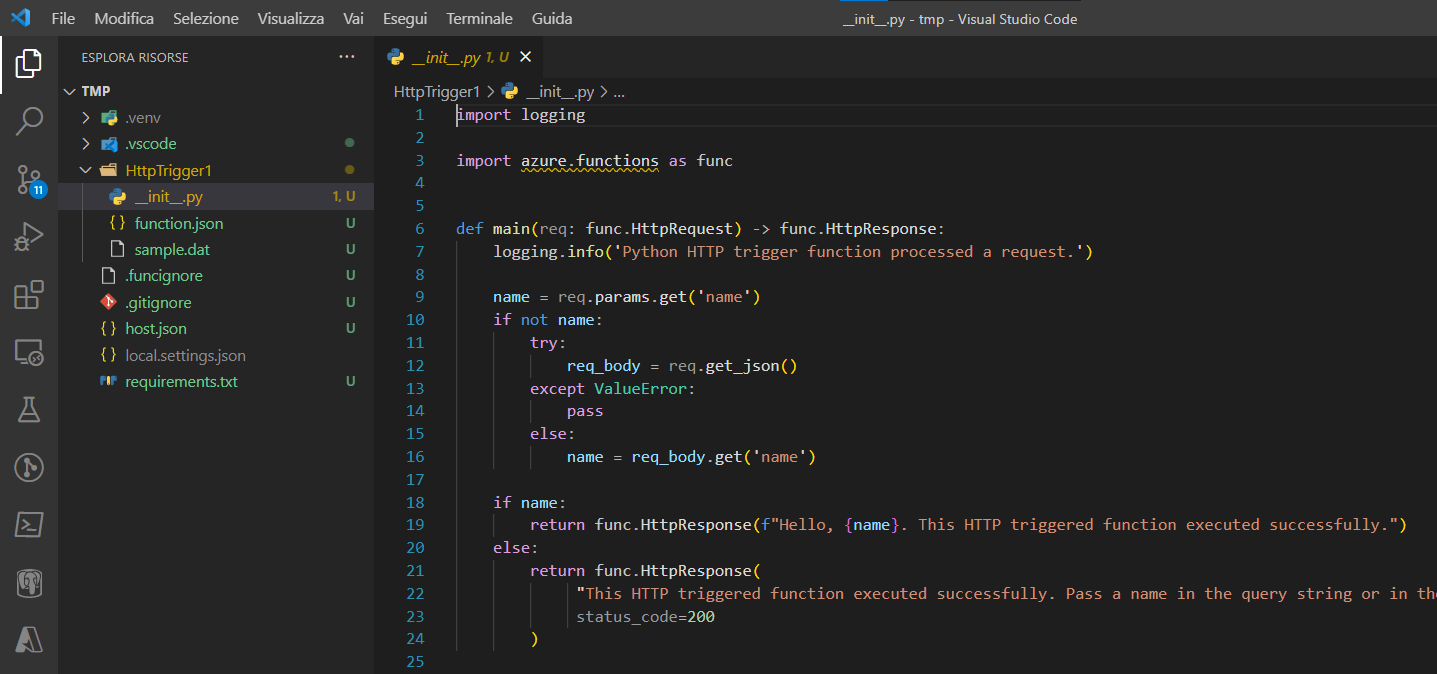 File Modifica Selezione Visualizza Vai Esegui Terminale Guida
__init__.py - tmp - Visual Studio Code
ESPLORA RISORSE ...
TMP
.venv
.vscode
HttpTrigger1
__init__.py 1, U
function.json U
sample.dat U
.funcignore U
.gitignore U
host.json U
local.settings.json
requirements.txt U
11
__init__.py 1, U
HttpTrigger1 > __init__.py > ...
1 import logging
2
3 import azure.functions as func
4
5
6 def main(req: func.HttpRequest) -> func.HttpResponse:
7 logging.info('Python HTTP trigger function processed a request.')
8
9 name = req.params.get('name')
10 if not name:
11 try:
12 req_body = req.get_json()
13 except ValueError:
14 pass
15 else:
16 name = req_body.get('name')
17
18 if name:
19 return func.HttpResponse(f"Hello, {name}. This HTTP triggered function executed successfully.")
20 else:
21 return func.HttpResponse(
22 "This HTTP triggered function executed successfully. Pass a name in the query string or in the
23 status_code=200
24 )
25